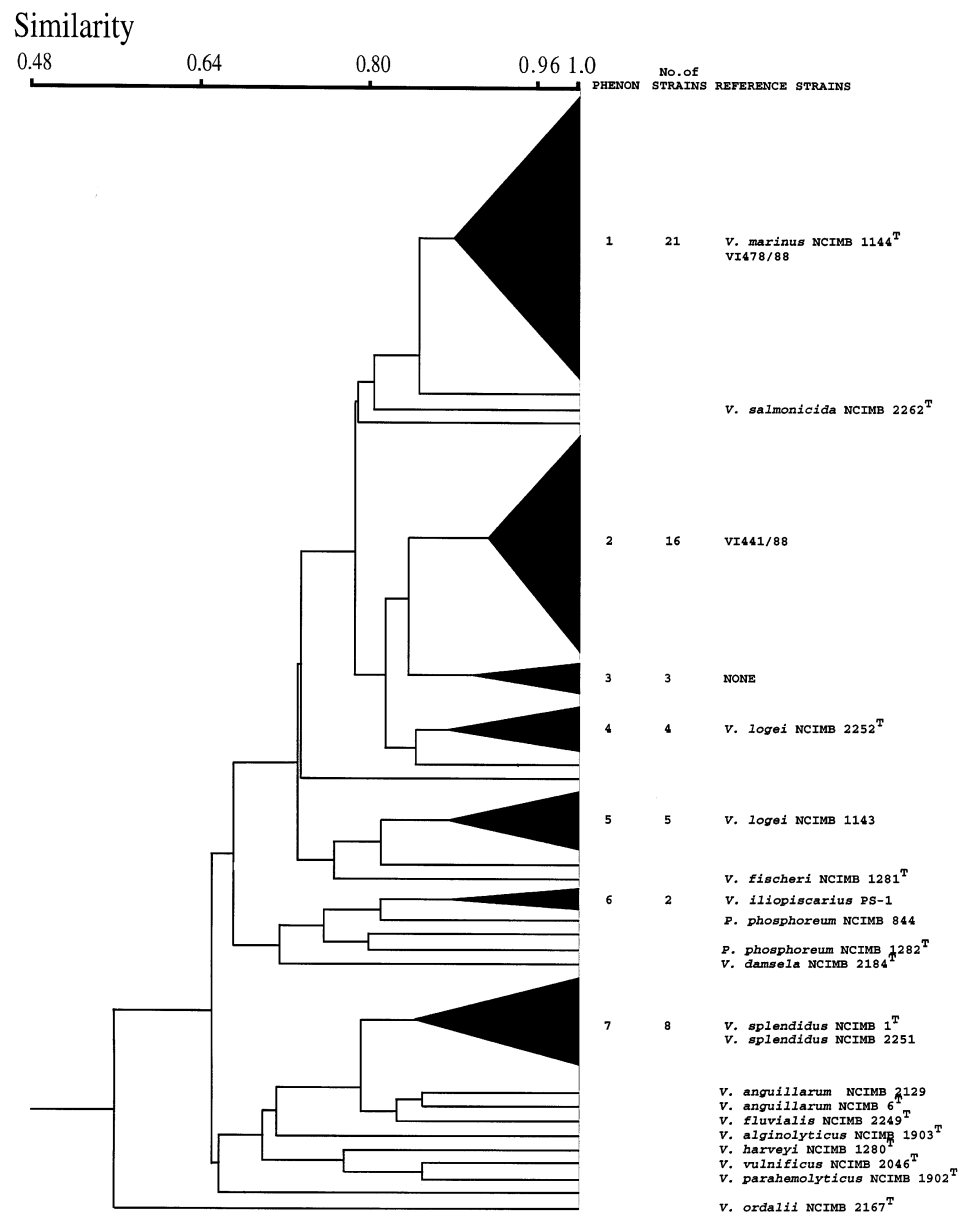 Similarity
0.48 0.64 0.80 0.96 1.0
No.of
PHENON STRAINS REFERENCE STRAINS
1 21 V. marinus NCIMB 1144T
VI478/88
V. salmonicida NCIMB 2262T
2 16 VI441/88
3 3 NONE
4 4 V. logei NCIMB 2252T
5 5 V. logei NCIMB 1143
V. fischeri NCIMB 1281T
6 2 V. iliopiscarius PS-1
P. phosphoreum NCIMB 844
P. phosphoreum NCIMB 1282T
V. damsela NCIMB 2184T
7 8 V. splendidus NCIMB 1T
V. splendidus NCIMB 2251
V. anguillarum NCIMB 2129
V. anguillarum NCIMB 6T
V. fluvialis NCIMB 2249T
V. alginolyticus NCIMB 1903T
V. harveyi NCIMB 1280T
V. vulnificus NCIMB 2046T
V. parahemolyticus NCIMB 1902T
V. ordalii NCIMB 2167T